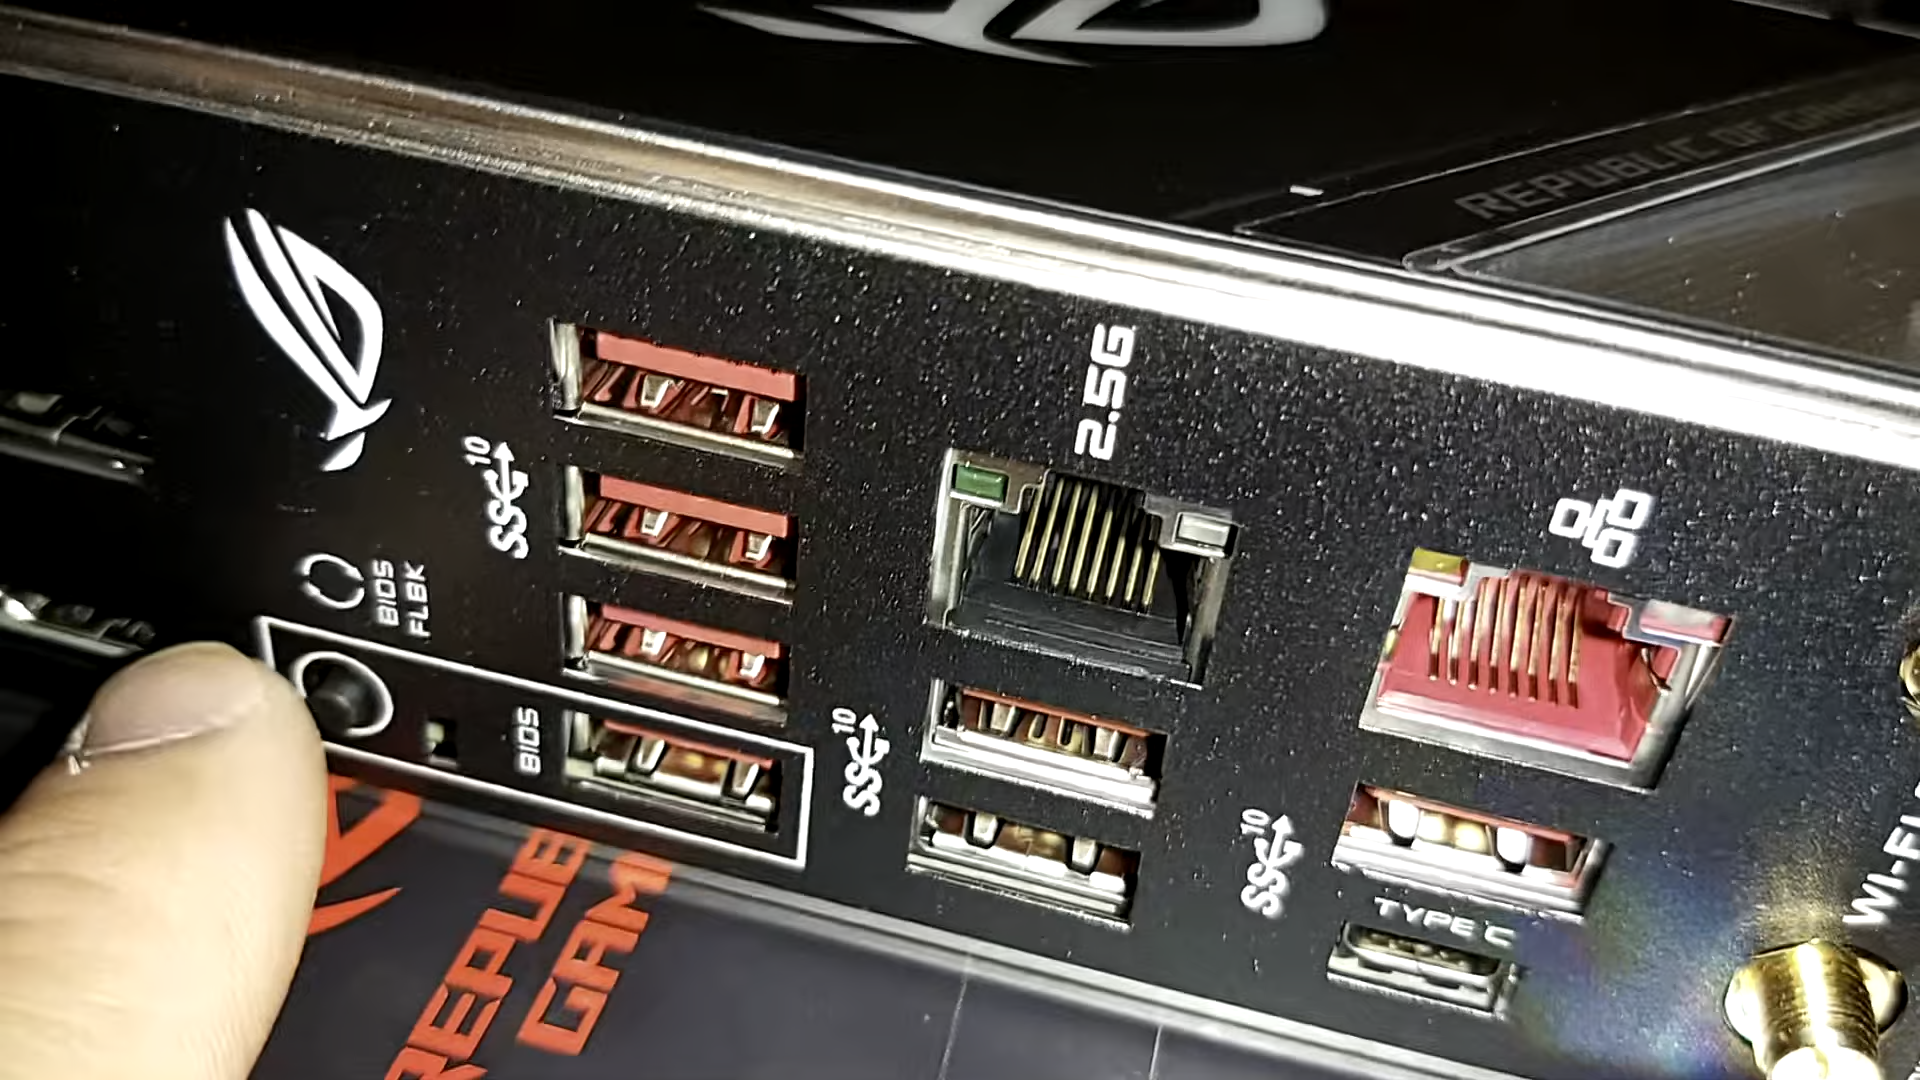 REPUBLIC OF GAM
2.5G
SS 10
BIOS
FLBK
BIOS
SS 10
SS 10
TYPE C
WI-FI
REPUB
GAM